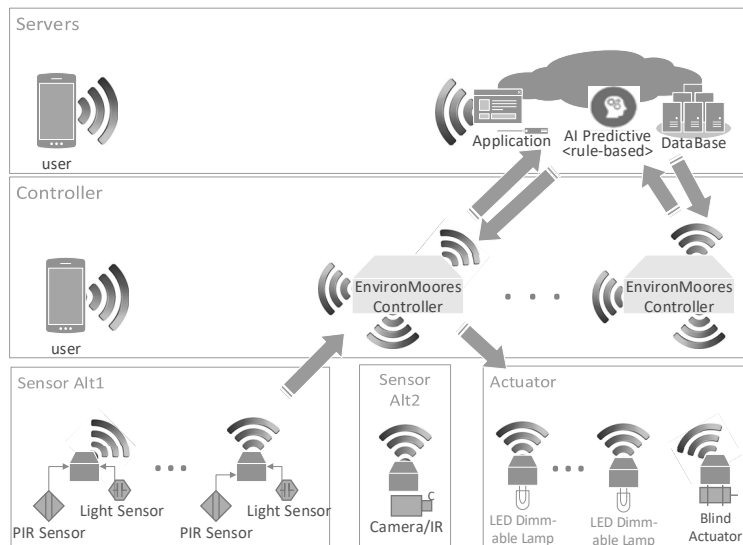 Servers
user
Application
AI Predictive
<rule-based>
DataBase
Controller
user
EnvironMoores
Controller
EnvironMoores
Controller
Sensor Alt1
Light Sensor
PIR Sensor
Light Sensor
PIR Sensor
Sensor
Alt2
C
Camera/IR
Actuator
LED Dimm-
able Lamp
LED Dimm-
able Lamp
Blind
Actuator